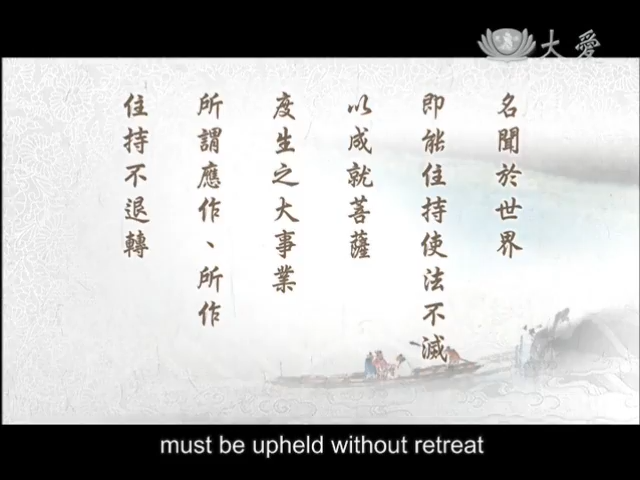 大愛
名聞於世界
即能住持使法不滅
以成就菩薩
度生之大事業
所謂應作、所作
住持不退轉
must be upheld without retreat